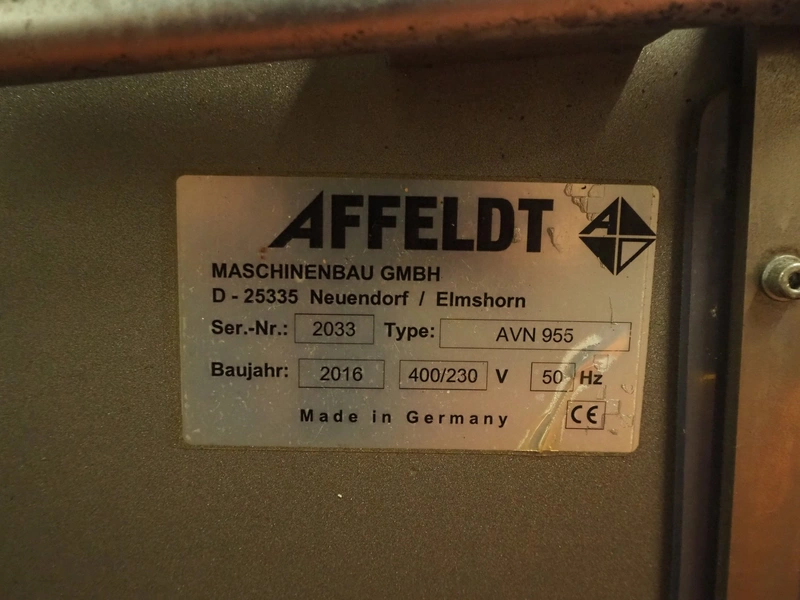 AFFELDT
AD
MASCHINENBAU GMBH
D - 25335 Neuendorf / Elmshorn
Ser.-Nr.: 2033 Type: AVN 955
Baujahr: 2016 400/230 V 50 Hz
Made in Germany CE